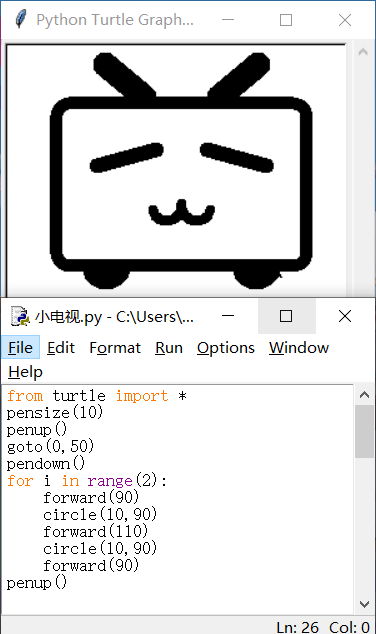 Python Turtle Graph...
小电视.py - C:\Users\...
File Edit Format Run Options Window
Help
from turtle import *
pensize(10)
penup()
goto(0,50)
pendown()
for i in range(2):
    forward(90)
    circle(10,90)
    forward(110)
    circle(10,90)
    forward(90)
penup()
Ln: 26 Col: 0